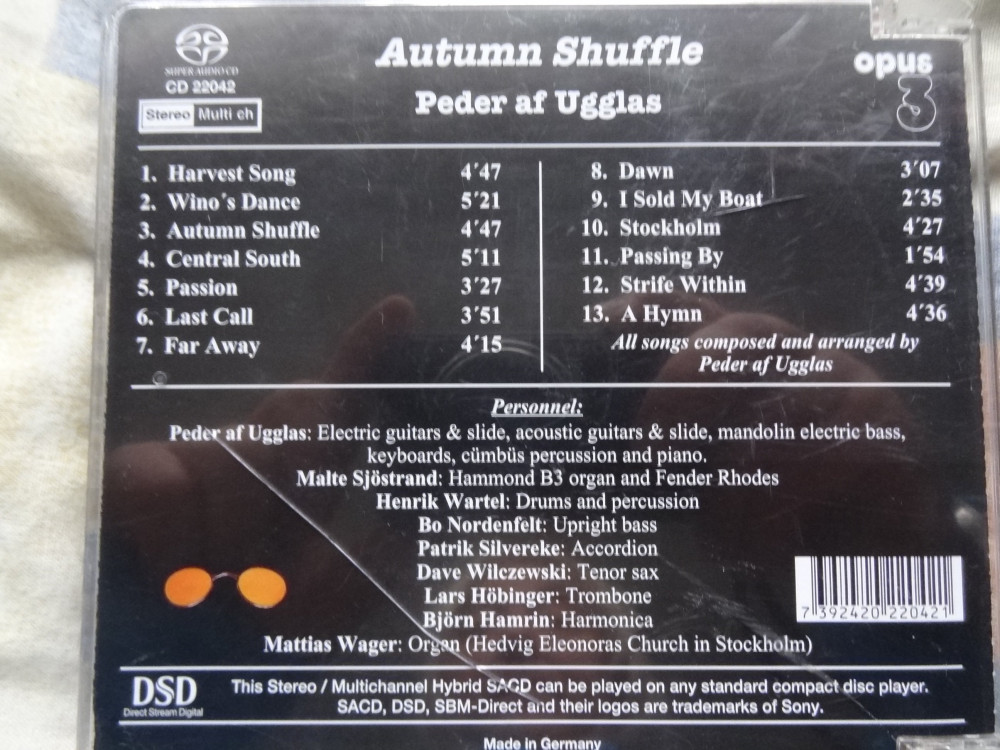 Autumn Shuffle
Peder af Ugglas
SUPER AUDIO CD
CD 22042
Stereo Multi ch
opus 3
1. Harvest Song 4´47
2. Wino´s Dance 5´21
3. Autumn Shuffle 4´47
4. Central South 5´11
5. Passion 3´27
6. Last Call 3´51
7. Far Away 4´15
8. Dawn 3´07
9. I Sold My Boat 2´35
10. Stockholm 4´27
11. Passing By 1´54
12. Strife Within 4´39
13. A Hymn 4´36
All songs composed and arranged by
Peder af Ugglas
Personnel:
Peder af Ugglas: Electric guitars & slide, acoustic guitars & slide, mandolin electric bass,
keyboards, cümbüs percussion and piano.
Malte Sjöstrand: Hammond B3 organ and Fender Rhodes
Henrik Wartel: Drums and percussion
Bo Nordenfelt: Upright bass
Patrik Silvereke: Accordion
Dave Wilczewski: Tenor sax
Lars Höbinger: Trombone
Björn Hamrin: Harmonica
Mattias Wager: Organ (Hedvig Eleonoras Church in Stockholm)
7 392420 220421
DSD
Direct Stream Digital
This Stereo / Multichannel Hybrid SACD can be played on any standard compact disc player.
SACD, DSD, SBM-Direct and their logos are trademarks of Sony.
Made in Germany